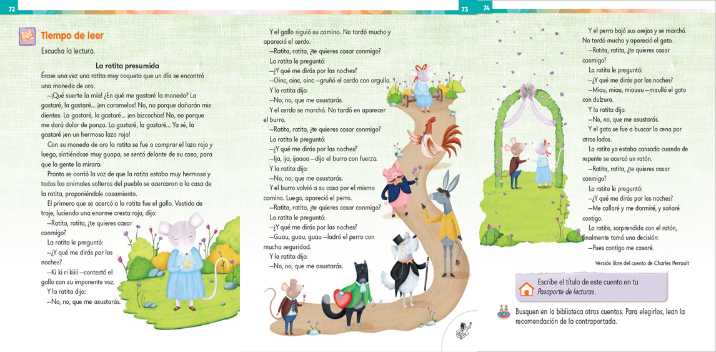 72
Tiempo de leer
Escucha la lectura.
La ratita presumida
Érase una vez una ratita muy coqueta que un día se encontró
una moneda de oro.
—¡Qué suerte la mía! ¿En qué me gastaré la moneda? La
gastaré, la gastaré... ¡en caramelos! No, no porque dañarán mis
dientes. La gastaré, la gastaré... ¡en bizcochos! No, no porque
me dará dolor de panza. La gastaré, la gastaré... Ya sé, la
gastaré ¡en un hermoso lazo rojo!
Con su moneda de oro la ratita se fue a comprar el lazo rojo y
luego, sintiéndose muy guapa, se sentó delante de su casa, para
que la gente la mirara.
Pronto se corrió la voz de que la ratita estaba muy hermosa y
todos los animales solteros del pueblo se acercaron a la casa de
la ratita, proponiéndole casamiento.
El primero que se acercó a la ratita fue el gallo. Vestido de
traje, luciendo una enorme cresta roja, dijo:
—Ratita, ratita, ¿te quieres casar
conmigo?
La ratita le preguntó:
—¿Y qué me dirás por las
noches?
—Ki ki ri kiiii —contestó el
gallo con su imponente voz.
Y la ratita dijo:
—No, no, que me asustarás.
73
Y el gallo siguió su camino. No tardó mucho y
apareció el cerdo.
—Ratita, ratita, ¿te quieres casar conmigo?
La ratita le preguntó:
—¿Y qué me dirás por las noches?
—Oinc, oinc, oinc —gruñó el cerdo con orgullo.
Y la ratita dijo:
—No, no, que me asustarás.
Y el cerdo se marchó. No tardó en aparecer
el burro.
—Ratita, ratita, ¿te quieres casar conmigo?
La ratita le preguntó:
—¿Y qué me dirás por las noches?
—Ija, ija, ijaaaa —dijo el burro con fuerza.
Y la ratita dijo:
—No, no, que me asustarás.
Y el burro volvió a su casa por el mismo
camino. Luego, apareció el perro.
—Ratita, ratita, ¿te quieres casar conmigo?
La ratita le preguntó:
—¿Y qué me dirás por las noches?
—Guau, guau, guau —ladró el perro con
mucha seguridad.
Y la ratita dijo:
—No, no, que me asustarás.
74
Y el perro bajó sus orejas y se marchó.
No tardó mucho y apareció el gato.
—Ratita, ratita, ¿te quieres casar
conmigo?
La ratita le preguntó:
—¿Y qué me dirás por las noches?
—Miau, miau, miauuu —maulló el gato
con dulzura.
Y la ratita dijo:
—No, no, que me asustarás.
Y el gato se fue a buscar la cena por
otros lados.
La ratita ya estaba cansada cuando de
repente se acercó un ratón.
—Ratita, ratita, ¿te quieres casar
conmigo?
La ratita le preguntó:
—¿Y qué me dirás por las noches?
—Me callaré y me dormiré, y soñaré
contigo.
La ratita, sorprendida con el ratón,
finalmente tomó una decisión:
—Pues contigo me casaré.
Versión libre del cuento de Charles Perrault
Escribe el título de este cuento en tu
Pasaporte de lecturas.
Busquen en la biblioteca otros cuentos. Para elegirlos, lean la
recomendación de la contraportada.